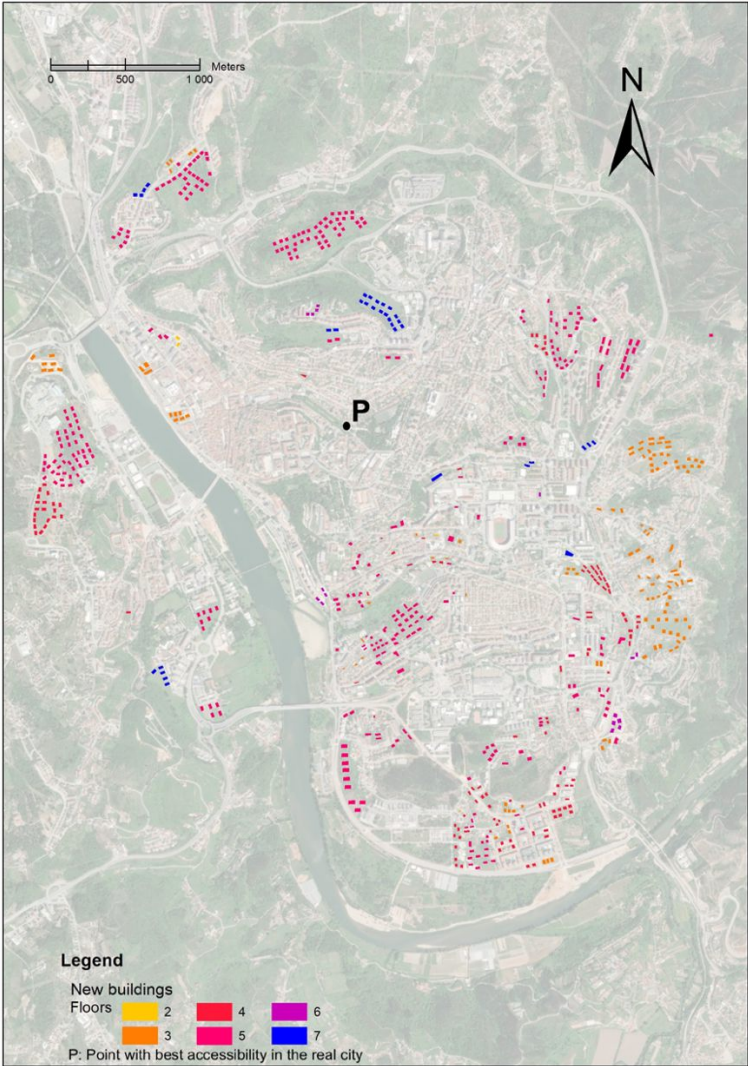 Meters
0 500 1 000
N
P
Legend
New buildings
Floors
2 4 6
3 5 7
P: Point with best accessibility in the real city